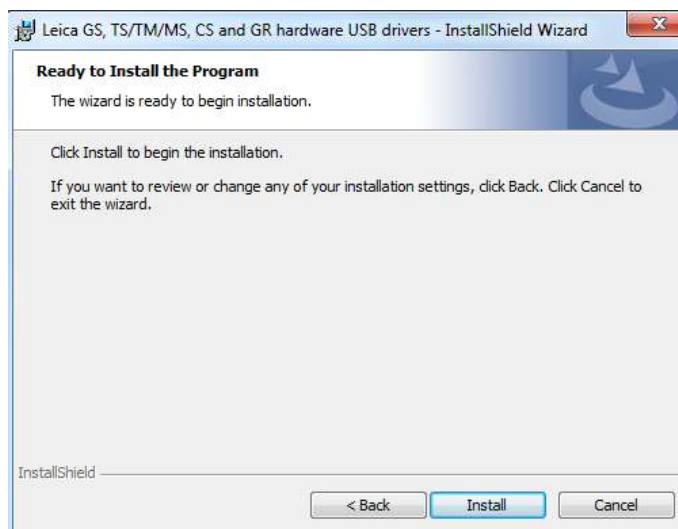 Leica GS, TS/TM/MS, CS and GR hardware USB drivers - InstallShield Wizard
Ready to Install the Program
The wizard is ready to begin installation.
Click Install to begin the installation.
If you want to review or change any of your installation settings, click Back. Click Cancel to
exit the wizard.
InstallShield
< Back Install Cancel